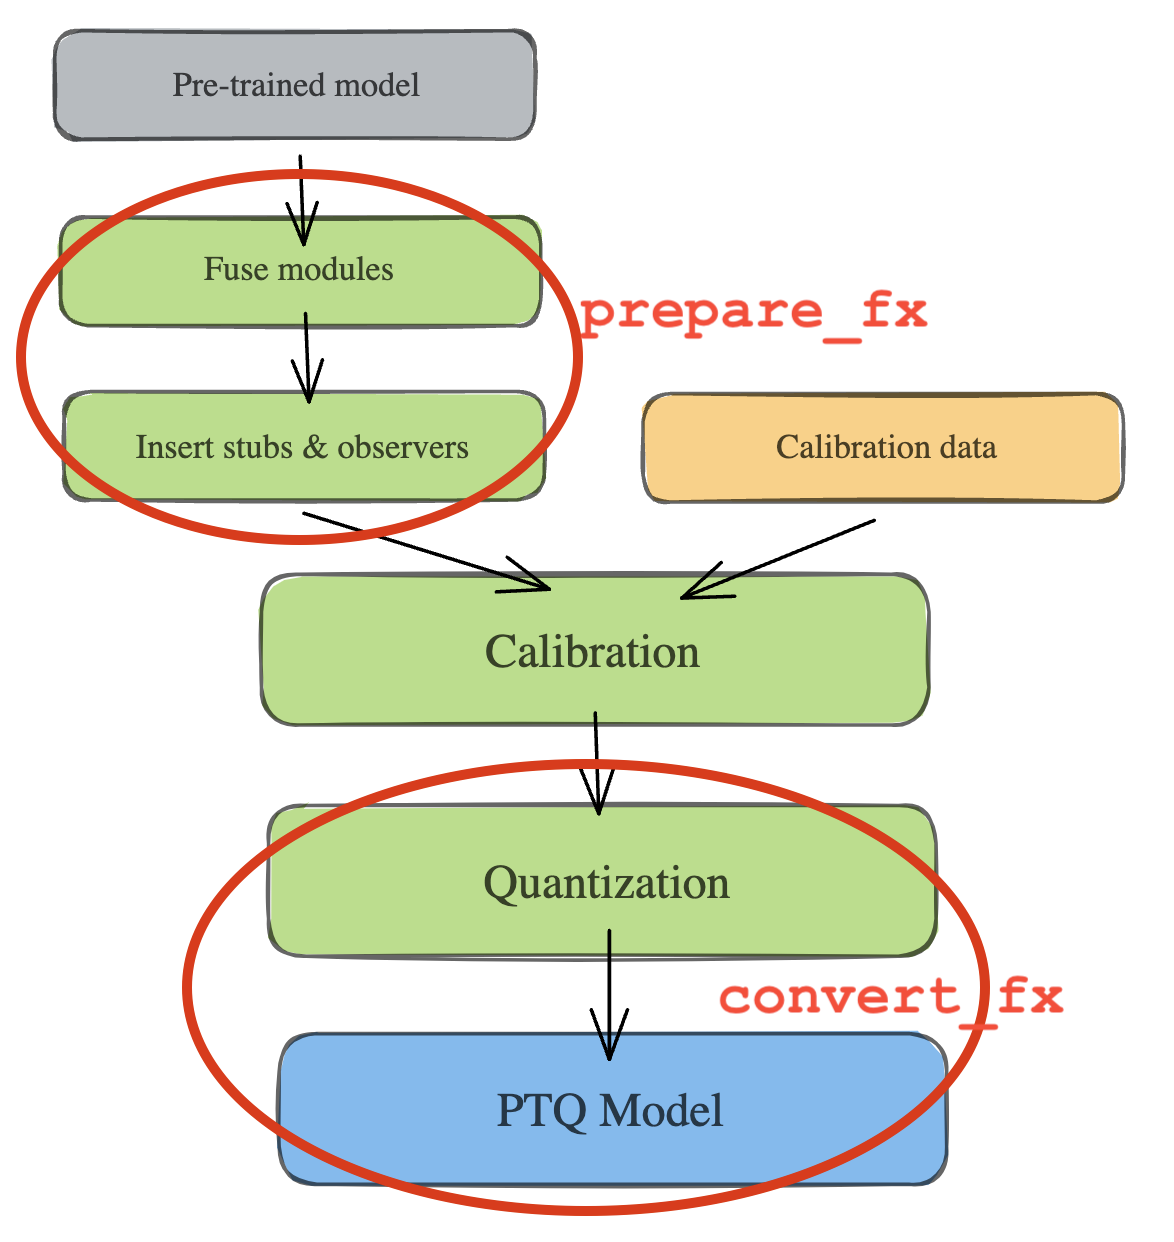 Pre-trained model
Fuse modules
prepare_fx
Insert stubs & observers
Calibration data
Calibration
Quantization
convert_fx
PTQ Model